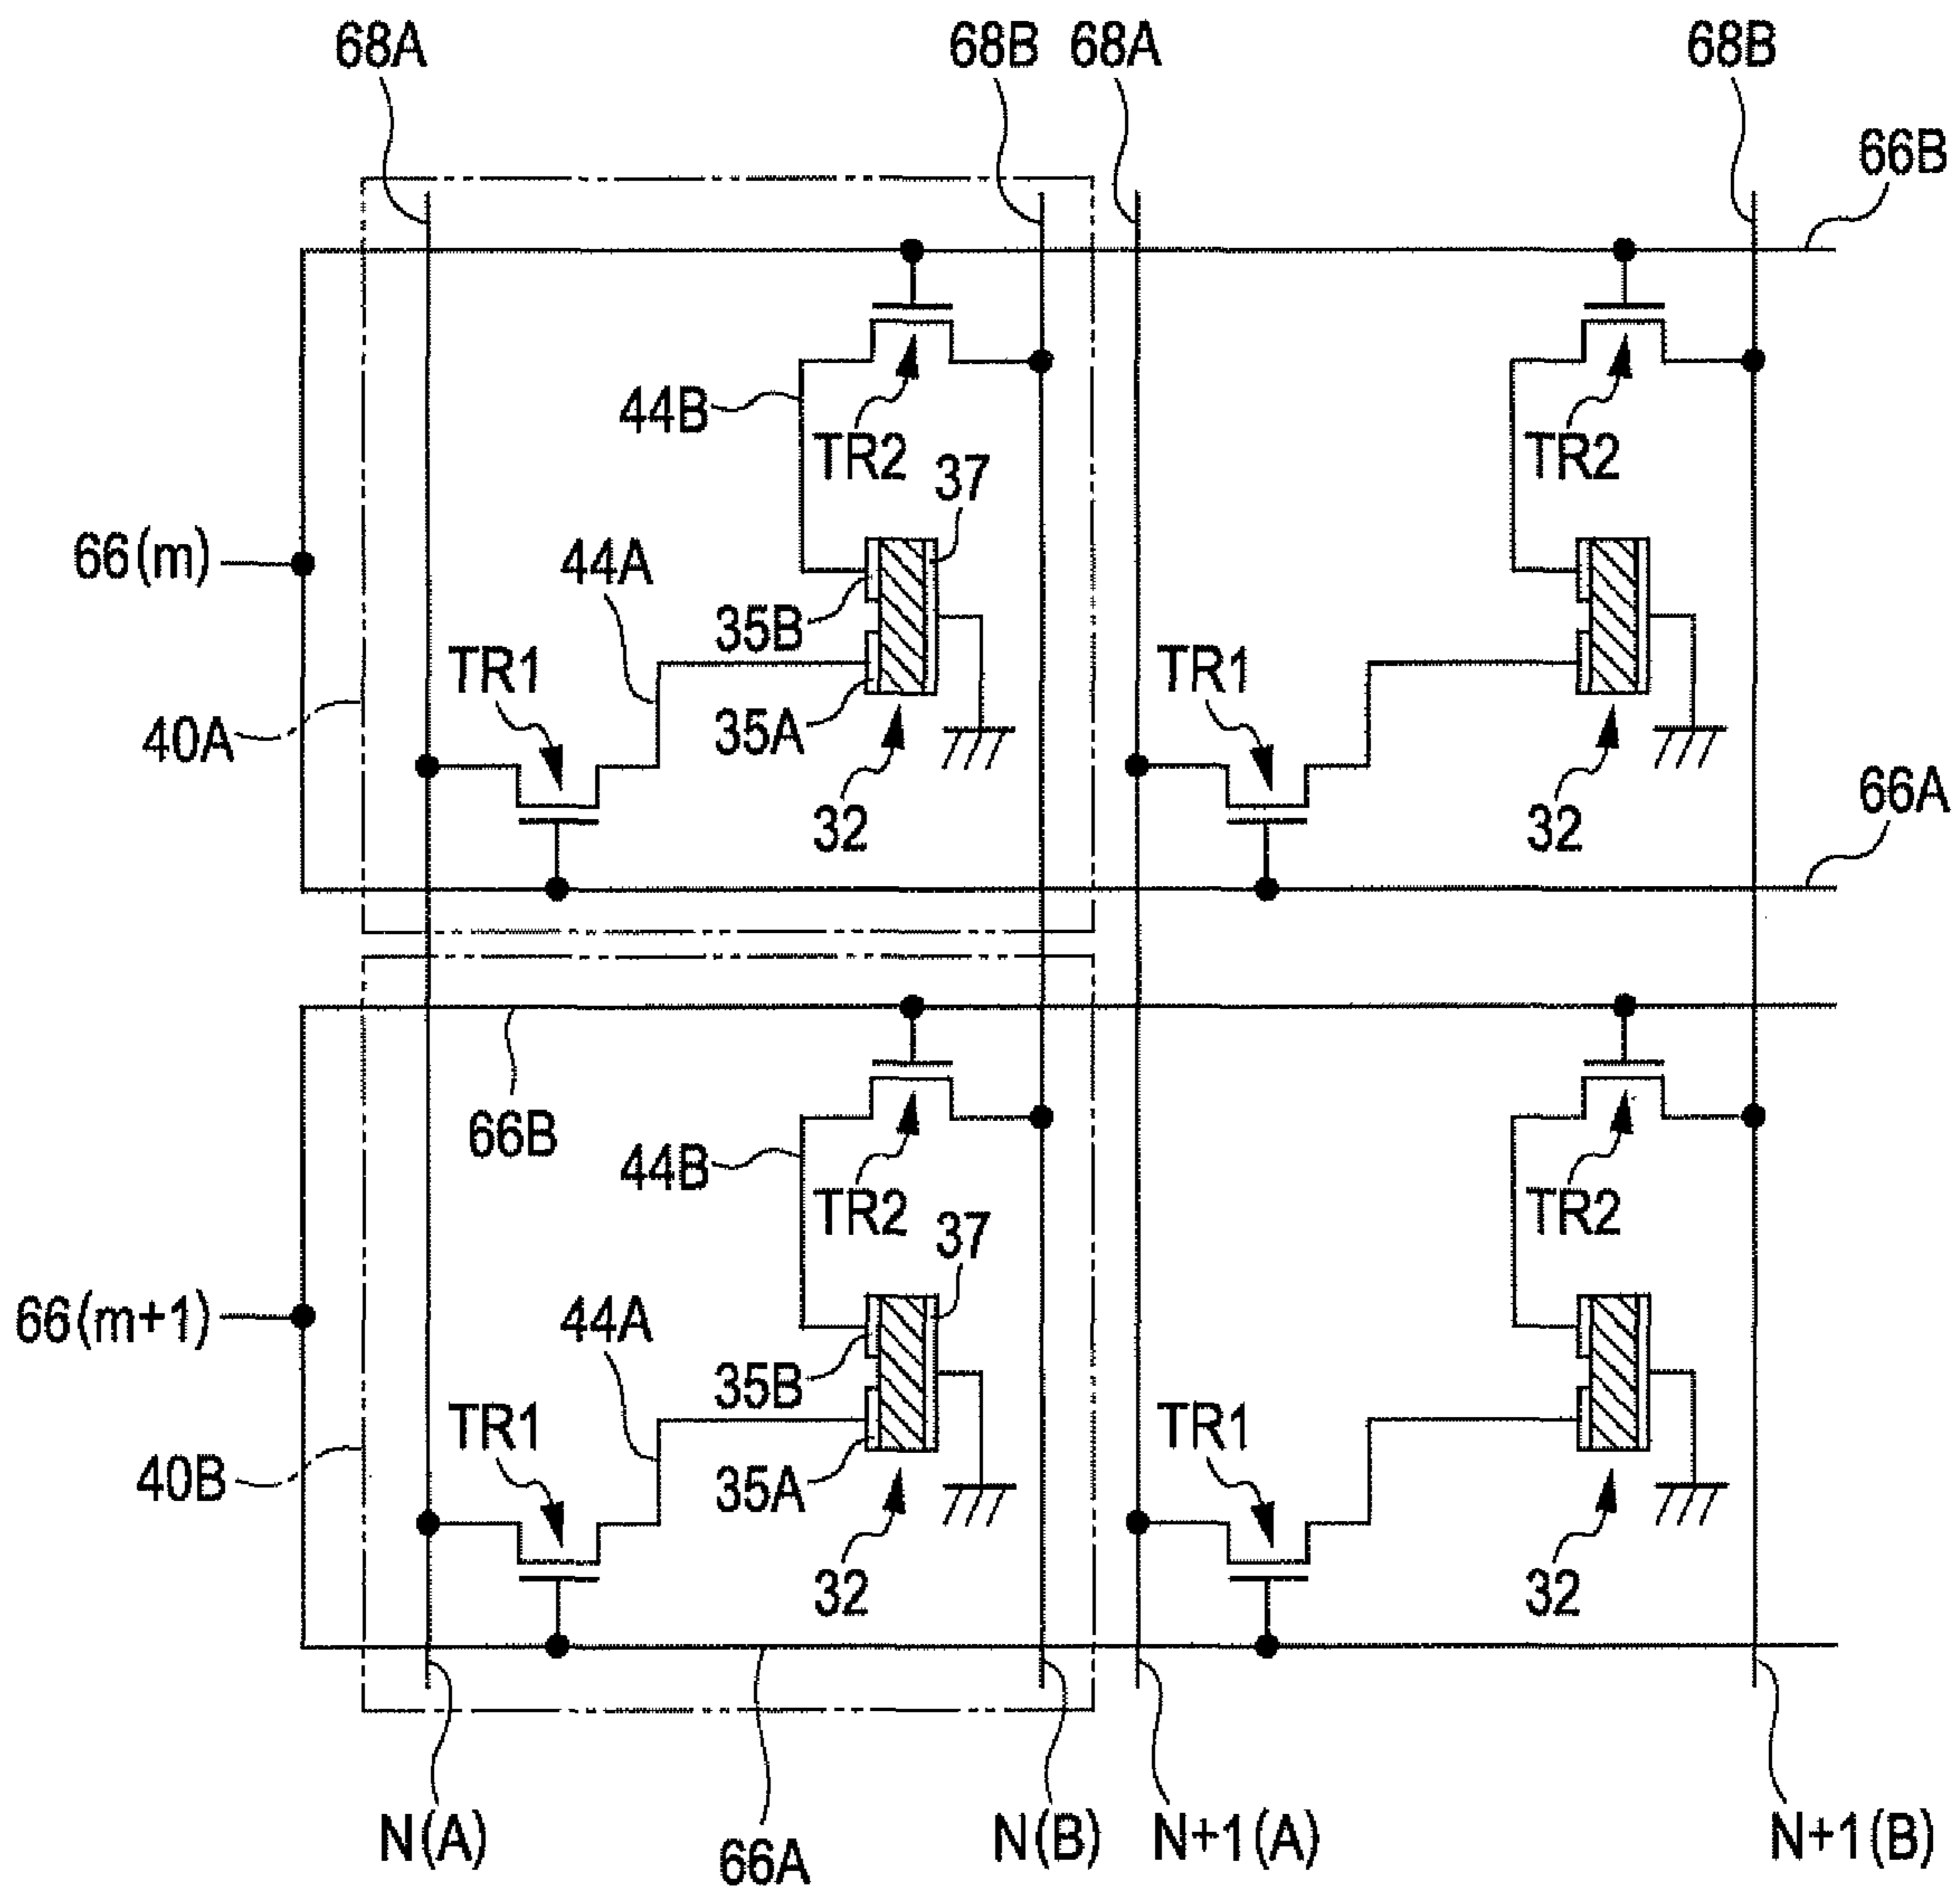 68A
68B
68A
68B
66B
44B
TR2
TR2
37
66(m)
44A
35B
TR1
TR1
35A
40A
66A
32
32
66B
44B
TR2
TR2
37
66(m+1)
44A
35B
TR1
TR1
40B
35A
32
32
N(A)
66A
N(B)
N+1(A)
N+1(B)